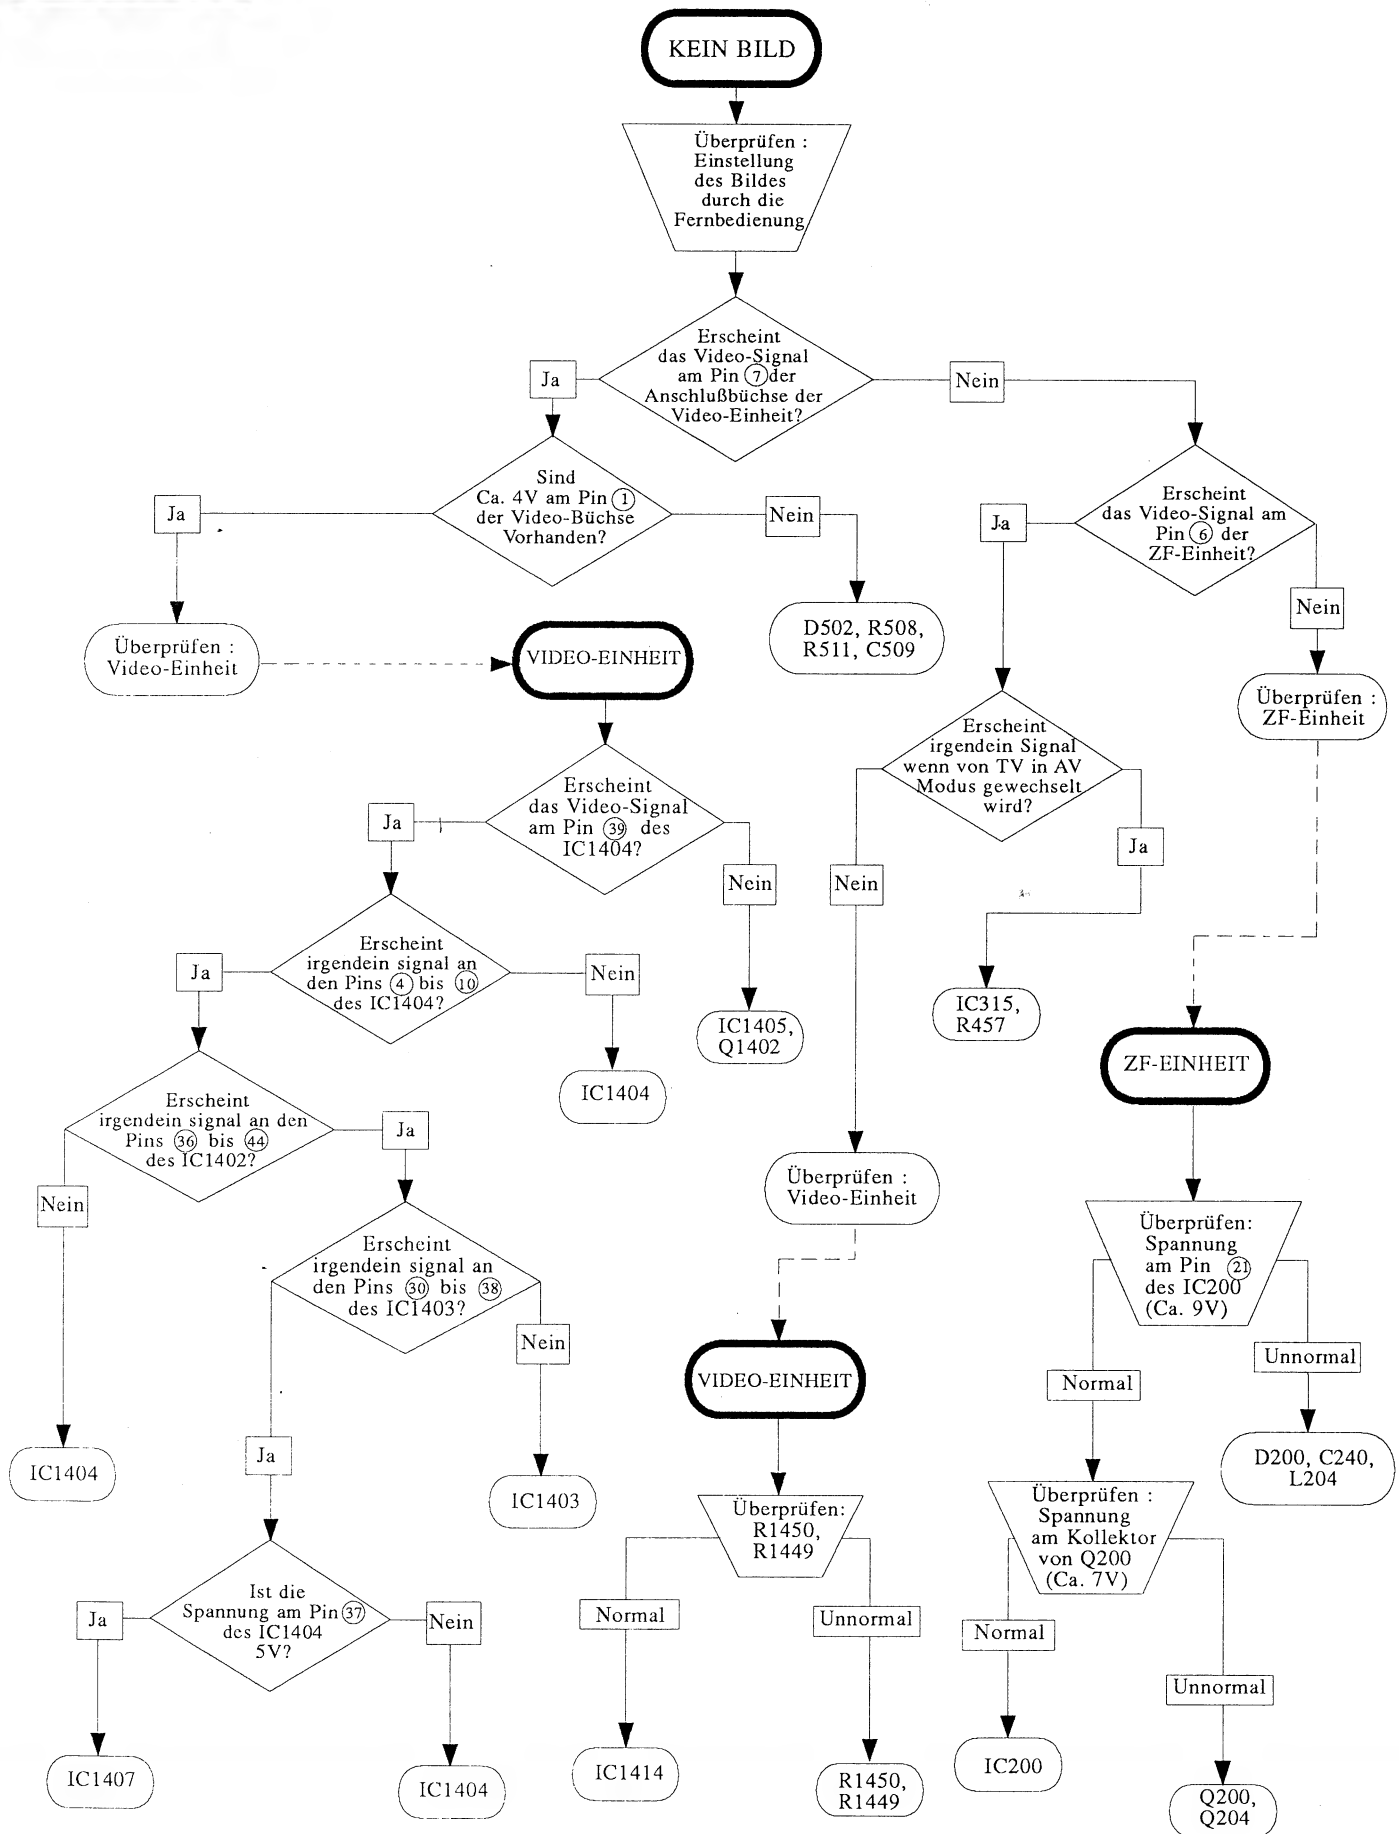 KEIN BILD
Überprüfen :
Einstellung
des Bildes
durch die
Fernbedienung
Erscheint
das Video-Signal
am Pin 7 der
Anschlußbüchse der
Video-Einheit?
Ja
Nein
Sind
Ca. 4V am Pin 1
der Video-Büchse
Vorhanden?
Ja
Nein
Erscheint
das Video-Signal am
Pin 6 der
ZF-Einheit?
Ja
Nein
Überprüfen :
Video-Einheit
D502, R508,
R511, C509
VIDEO-EINHEIT
Überprüfen :
ZF-Einheit
Erscheint
irgendein Signal
wenn von TV in AV
Modus gewechselt
wird?
Nein
Ja
Erscheint
das Video-Signal
am Pin 39 des
IC1404?
Ja
Nein
Erscheint
irgendein signal an
den Pins 4 bis 10
des IC1404?
Ja
Nein
IC1405,
Q1402
IC315,
R457
ZF-EINHEIT
IC1404
Erscheint
irgendein signal an den
Pins 36 bis 44
des IC1402?
Ja
Nein
Überprüfen :
Video-Einheit
Überprüfen:
Spannung
am Pin 21
des IC200
(Ca. 9V)
Normal
Unnormal
Erscheint
irgendein signal an
den Pins 30 bis 38
des IC1403?
Nein
Ja
VIDEO-EINHEIT
IC1404
IC1403
D200, C240,
L204
Überprüfen:
R1450,
R1449
Normal
Unnormal
Überprüfen :
Spannung
am Kollektor
von Q200
(Ca. 7V)
Normal
Unnormal
Ist die
Spannung am Pin 37
des IC1404
5V?
Ja
Nein
IC1407
IC1404
IC1414
R1450,
R1449
IC200
Q200,
Q204